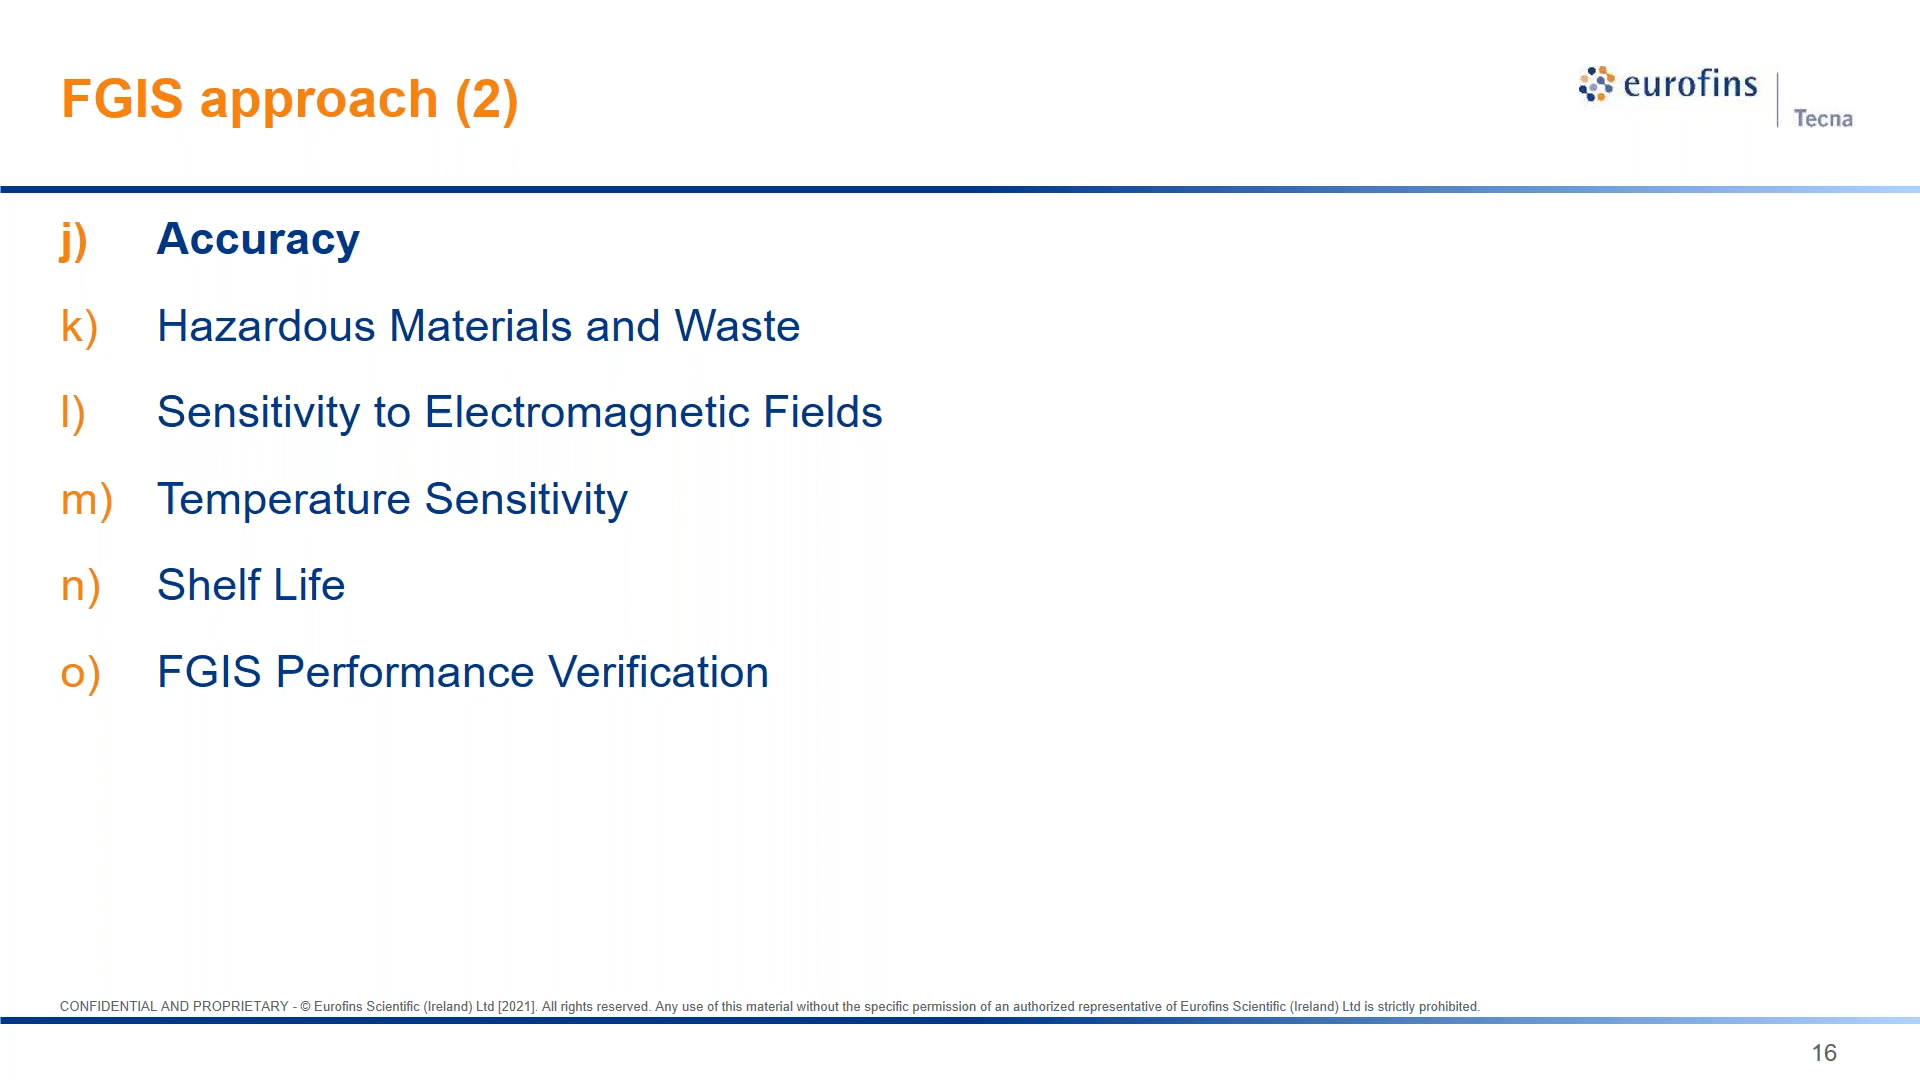 FGIS approach (2)
eurofins
Tecna
j) Accuracy
k) Hazardous Materials and Waste
l) Sensitivity to Electromagnetic Fields
m) Temperature Sensitivity
n) Shelf Life
o) FGIS Performance Verification
CONFIDENTIAL AND PROPRIETARY - © Eurofins Scientific (Ireland) Ltd [2021]. All rights reserved. Any use of this material without the specific permission of an authorized representative of Eurofins Scientific (Ireland) Ltd is strictly prohibited.
16